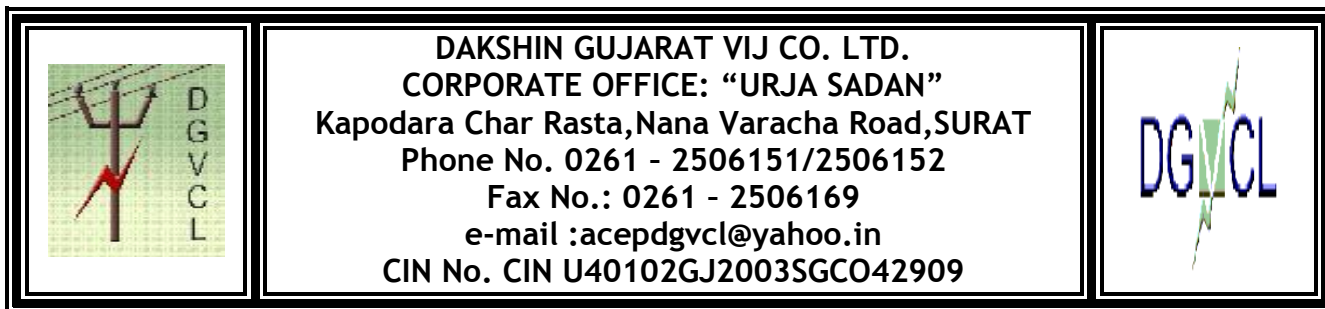 D
G
V
C
L
DAKSHIN GUJARAT VIJ CO. LTD.
CORPORATE OFFICE: “URJA SADAN”
Kapodara Char Rasta,Nana Varacha Road,SURAT
Phone No. 0261 – 2506151/2506152
Fax No.: 0261 – 2506169
e-mail :acepdgvcl@yahoo.in
CIN No. CIN U40102GJ2003SGCO42909
DGVCL